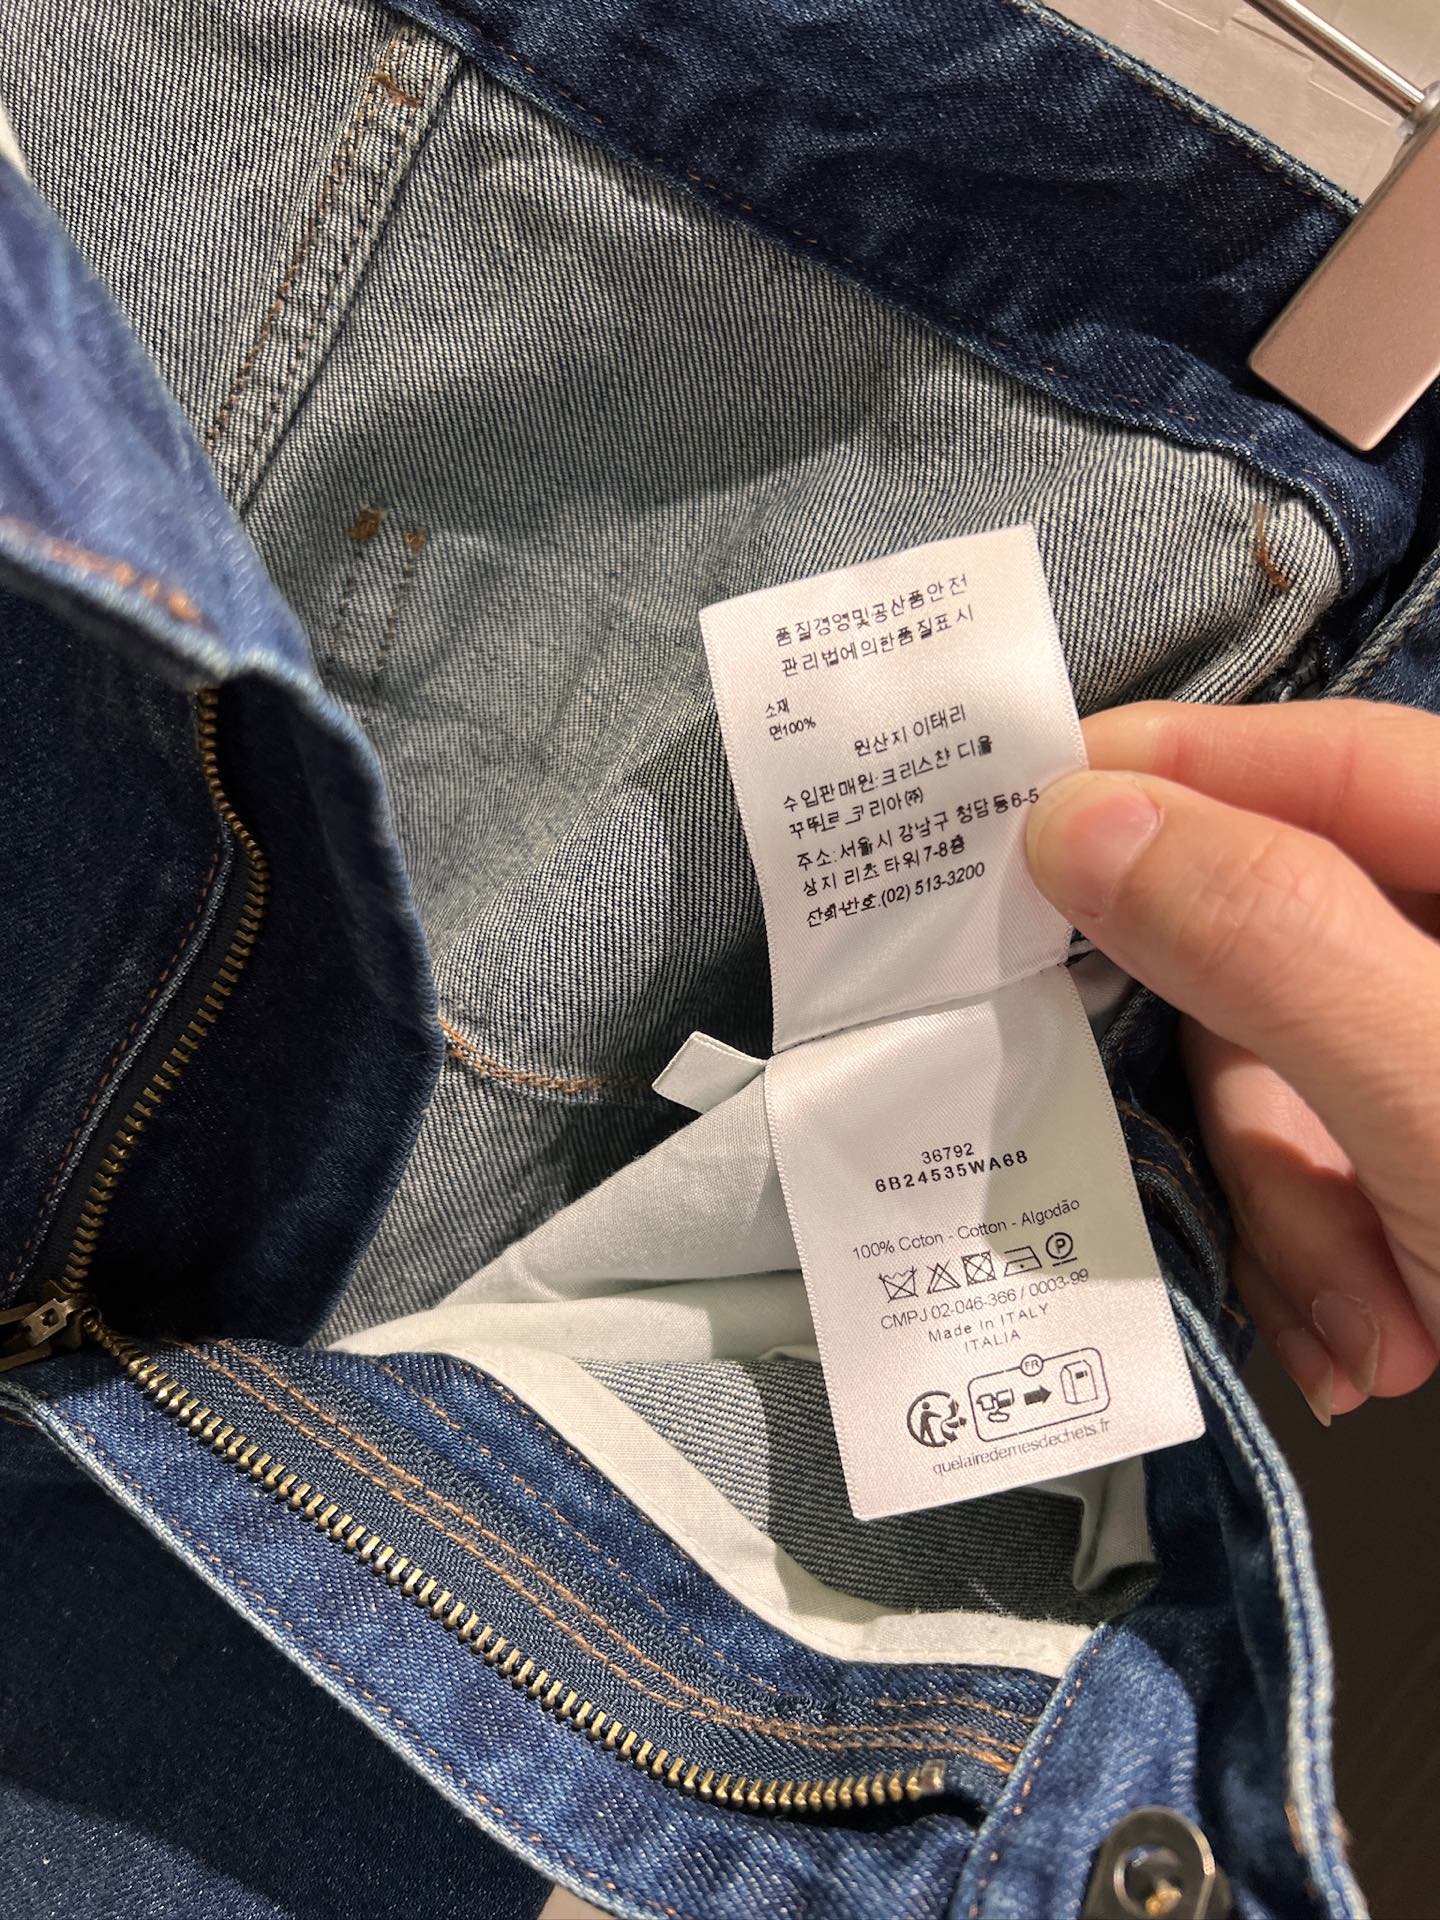 품질경영및공산품안전
관리법에의한품질표시
소재
면100%
원산지 이태리
수입판매원:크리스챤 디올
꾸뛰르 코리아㈜
주소:서울시 강남구 청담동6-5
상지 리츠 타워7-8층
전화번호:(02) 513-3200
36792
6B24535WA68
100% Coton - Cotton - Algodão
P
CMPJ 02-046-366 / 0003-99
Made in ITALY
ITALIA
FR
quefairedemesdechets.fr